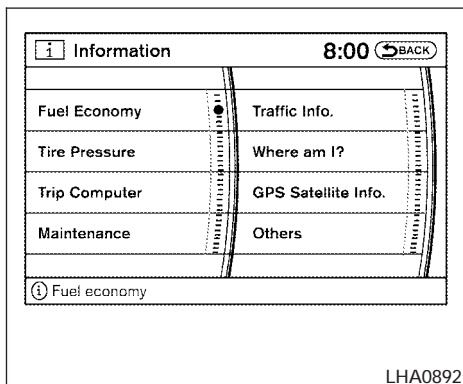 i Information 8:00 BACK
Fuel Economy Traffic Info.
Tire Pressure Where am I?
Trip Computer GPS Satellite Info.
Maintenance Others
i Fuel economy
LHA0892